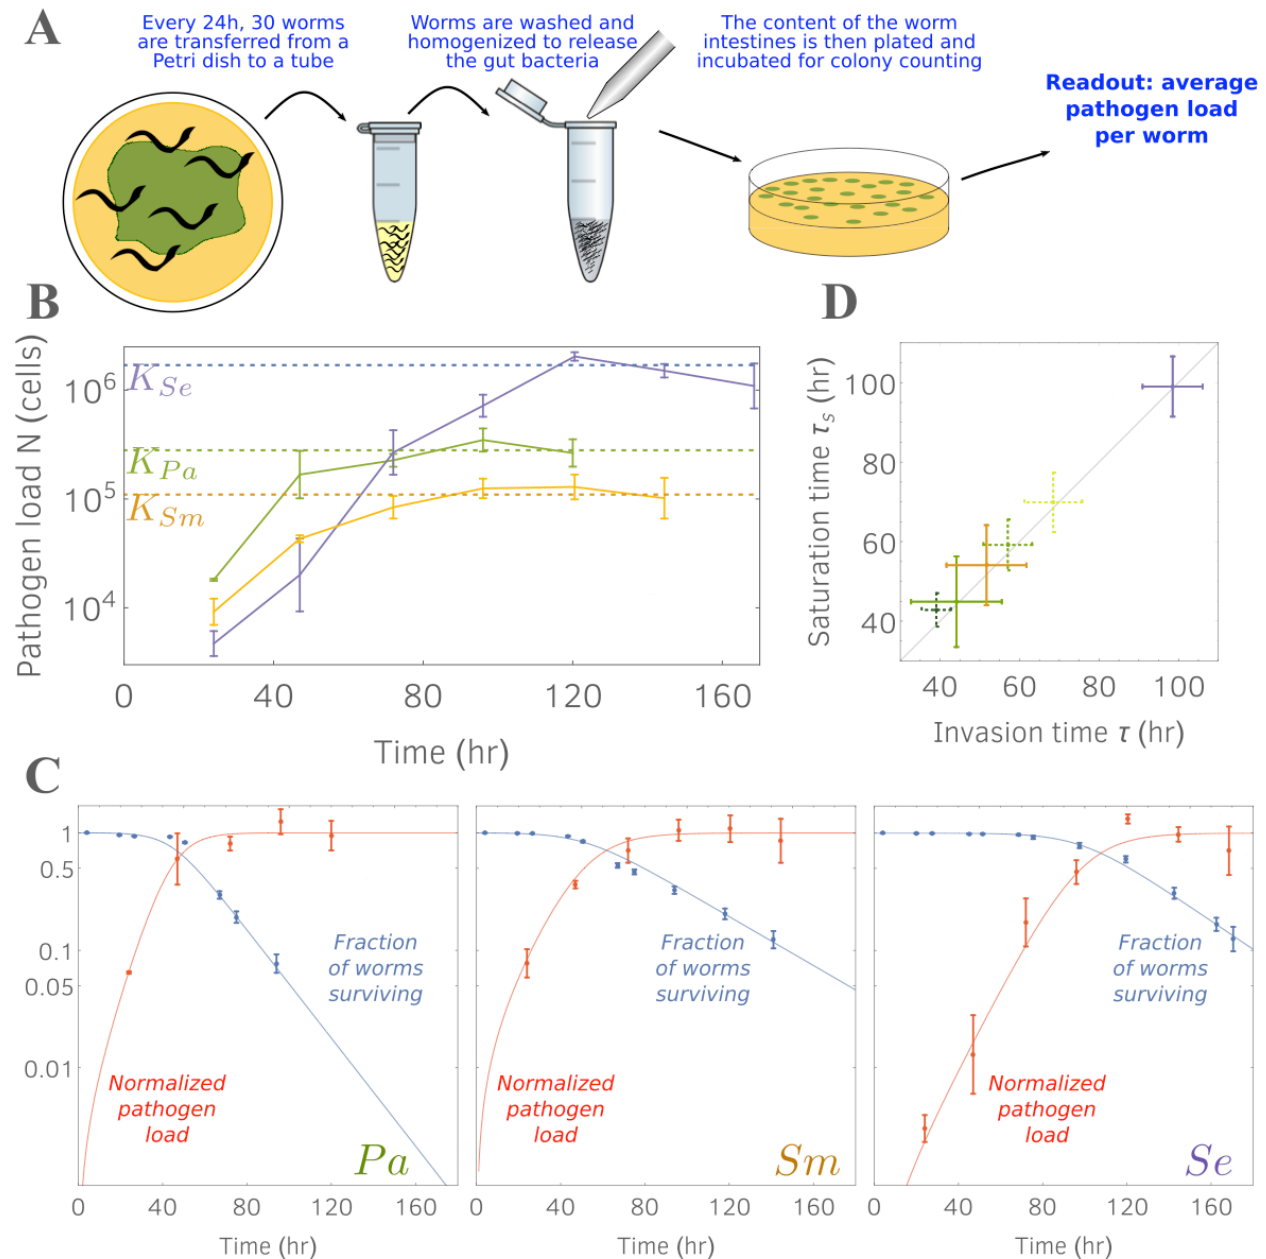 A
Every 24h, 30 worms
are transferred from a
Petri dish to a tube
Worms are washed and
homogenized to release
the gut bacteria
The content of the worm
intestines is then plated and
incubated for colony counting
Readout: average
pathogen load
per worm
B
Pathogen load N (cells)
10^6
10^5
10^4
K_Se
K_Pa
K_Sm
0 40 80 120 160
Time (hr)
D
Saturation time τ_s (hr)
100
80
60
40
40 60 80 100
Invasion time τ (hr)
C
1
0.5
0.1
0.05
0.01
Fraction
of worms
surviving
Normalized
pathogen
load
Pa
0 40 80 120 160
Time (hr)
Fraction
of worms
surviving
Normalized
pathogen
load
Sm
0 40 80 120 160
Time (hr)
Fraction
of worms
surviving
Normalized
pathogen
load
Se
0 40 80 120 160
Time (hr)